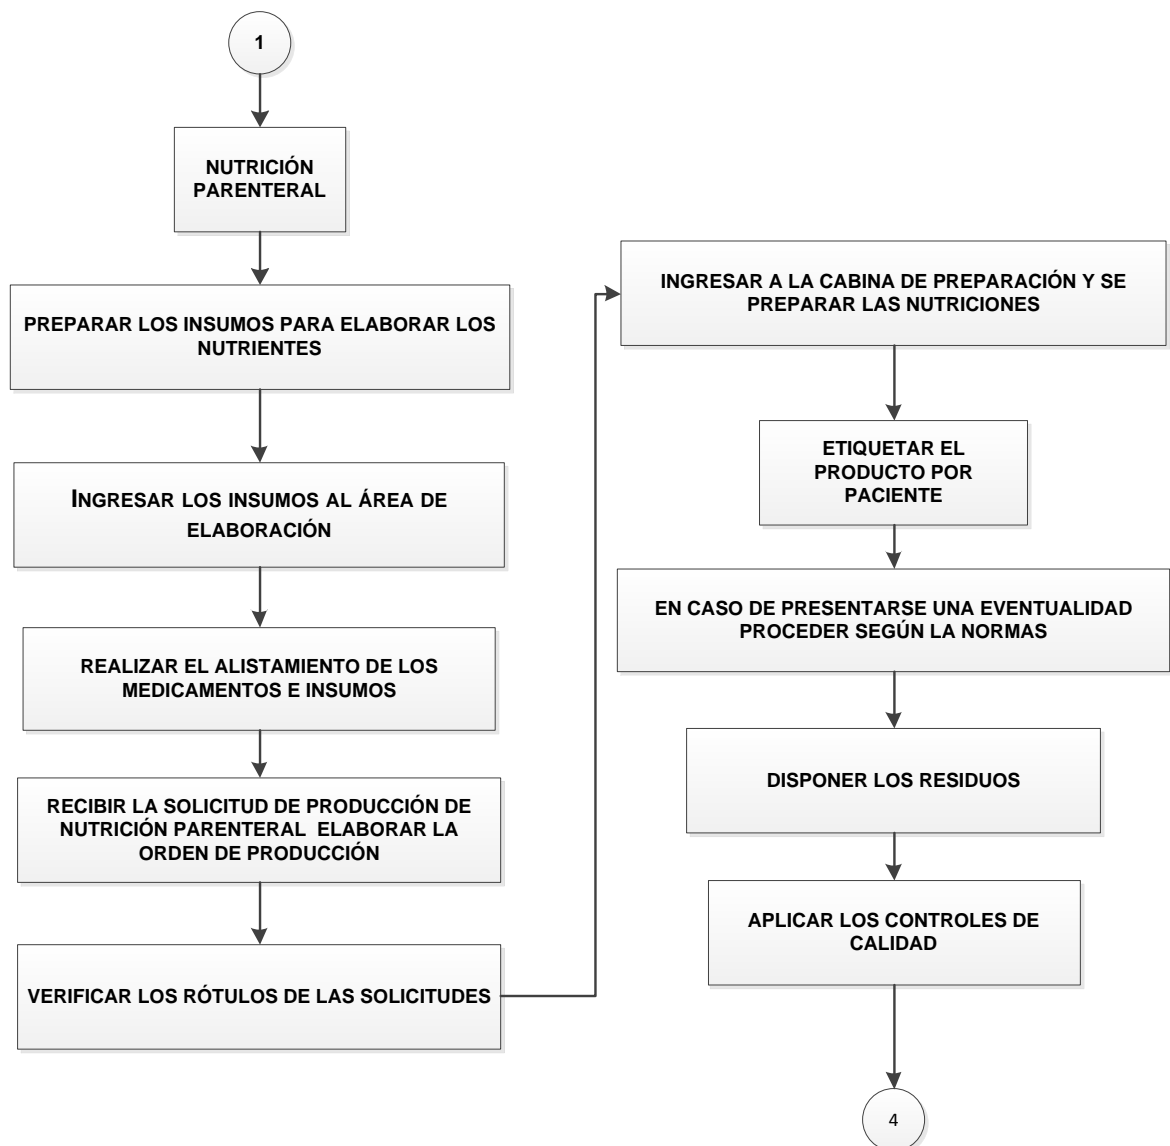 1
NUTRICIÓN
PARENTERAL
PREPARAR LOS INSUMOS PARA ELABORAR LOS
NUTRIENTES
INGRESAR LOS INSUMOS AL ÁREA DE
ELABORACIÓN
REALIZAR EL ALISTAMIENTO DE LOS
MEDICAMENTOS E INSUMOS
RECIBIR LA SOLICITUD DE PRODUCCIÓN DE
NUTRICIÓN PARENTERAL ELABORAR LA
ORDEN DE PRODUCCIÓN
VERIFICAR LOS RÓTULOS DE LAS SOLICITUDES
INGRESAR A LA CABINA DE PREPARACIÓN Y SE
PREPARAR LAS NUTRICIONES
ETIQUETAR EL
PRODUCTO POR
PACIENTE
EN CASO DE PRESENTARSE UNA EVENTUALIDAD
PROCEDER SEGÚN LA NORMAS
DISPONER LOS RESIDUOS
APLICAR LOS CONTROLES DE
CALIDAD
4